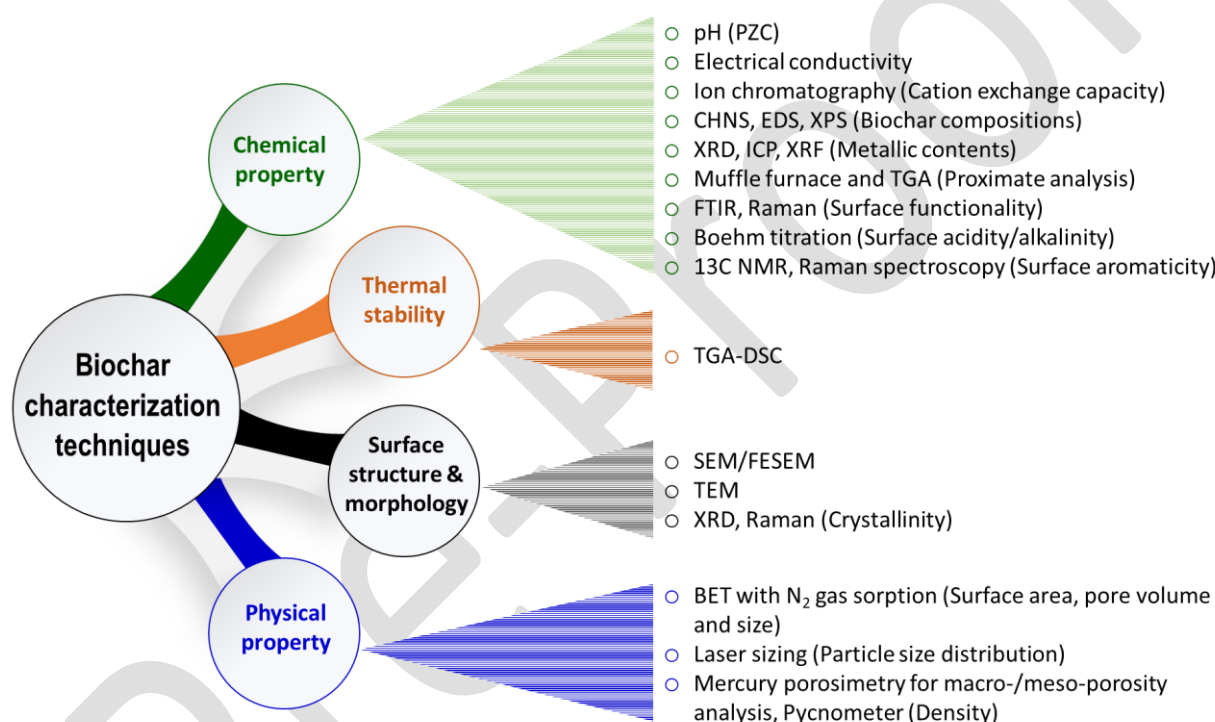 Chemical
property
pH (PZC)
Electrical conductivity
Ion chromatography (Cation exchange capacity)
CHNS, EDS, XPS (Biochar compositions)
XRD, ICP, XRF (Metallic contents)
Muffle furnace and TGA (Proximate analysis)
FTIR, Raman (Surface functionality)
Boehm titration (Surface acidity/alkalinity)
13C NMR, Raman spectroscopy (Surface aromaticity)
Thermal
stability
TGA-DSC
Biochar
characterization
techniques
Surface
structure &
morphology
SEM/FESEM
TEM
XRD, Raman (Crystallinity)
Physical
property
BET with N₂ gas sorption (Surface area, pore volume
and size)
Laser sizing (Particle size distribution)
Mercury porosimetry for macro-/meso-porosity
analysis, Pycnometer (Density)